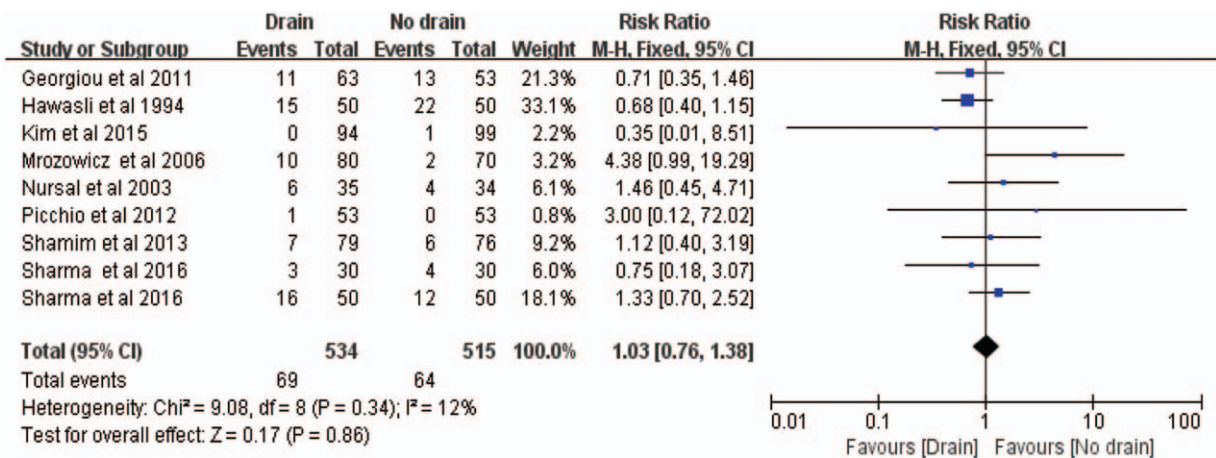 Drain No drain Risk Ratio Risk Ratio
Study or Subgroup Events Total Events Total Weight M-H, Fixed, 95% CI M-H, Fixed, 95% CI
Georgiou et al 2011 11 63 13 53 21.3% 0.71 [0.35, 1.46]
Hawasli et al 1994 15 50 22 50 33.1% 0.68 [0.40, 1.15]
Kim et al 2015 0 94 1 99 2.2% 0.35 [0.01, 8.51]
Mrozowicz et al 2006 10 80 2 70 3.2% 4.38 [0.99, 19.29]
Nursal et al 2003 6 35 4 34 6.1% 1.46 [0.45, 4.71]
Picchio et al 2012 1 53 0 53 0.8% 3.00 [0.12, 72.02]
Shamim et al 2013 7 79 6 76 9.2% 1.12 [0.40, 3.19]
Sharma et al 2016 3 30 4 30 6.0% 0.75 [0.18, 3.07]
Sharma et al 2016 16 50 12 50 18.1% 1.33 [0.70, 2.52]
Total (95% CI) 534 515 100.0% 1.03 [0.76, 1.38]
Total events 69 64
Heterogeneity: Chi² = 9.08, df = 8 (P = 0.34); I² = 12%
Test for overall effect: Z = 0.17 (P = 0.86)
0.01 0.1 1 10 100
Favours [Drain] Favours [No drain]